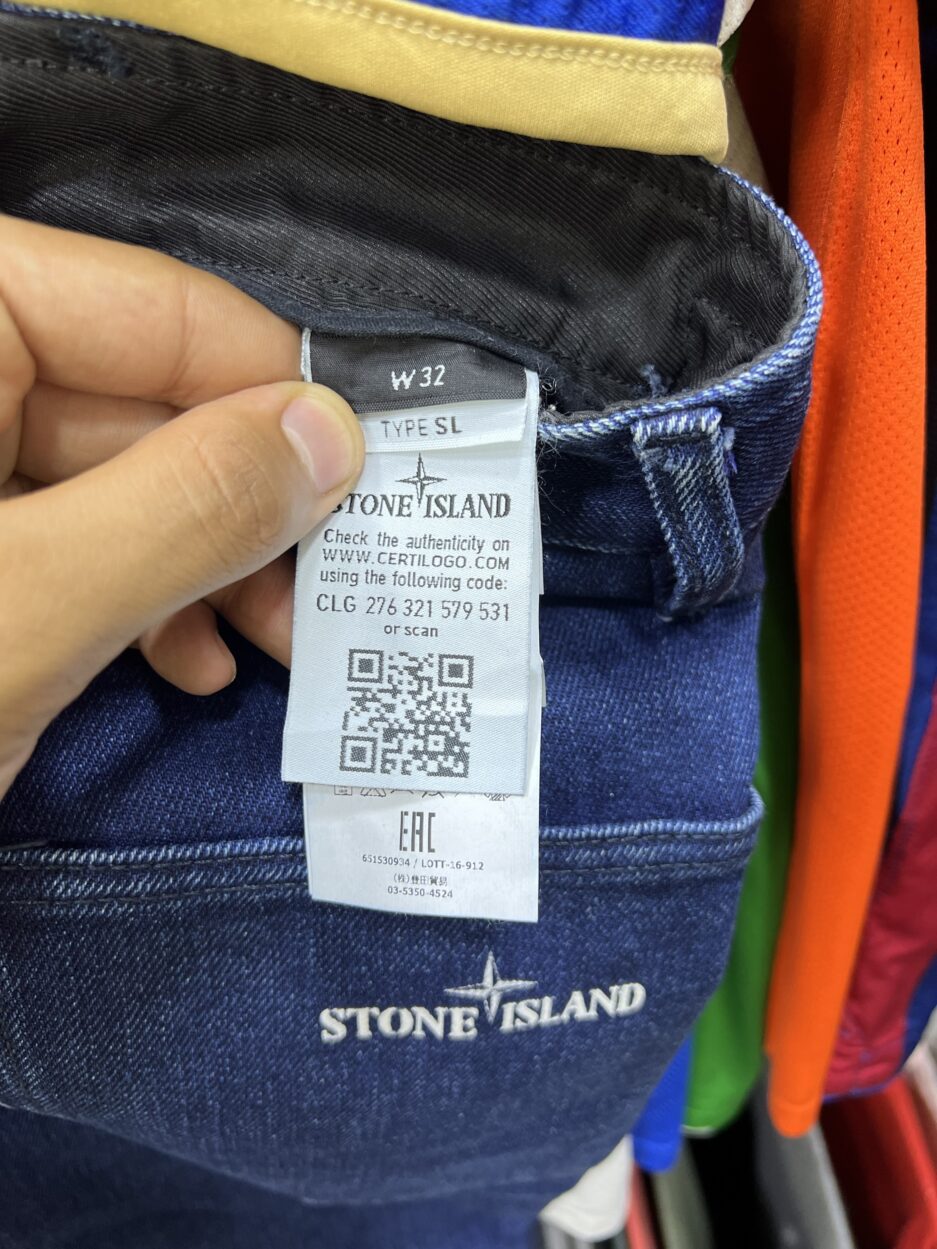 W 32
TYPE SL
STONE ISLAND
Check the authenticity on
WWW.CERTILOGO.COM
using the following code:
CLG 276 321 579 531
or scan
EAC
651530934 / LOTT-16-912
(株)豊田貿易
03-5350-4524
STONE ISLAND